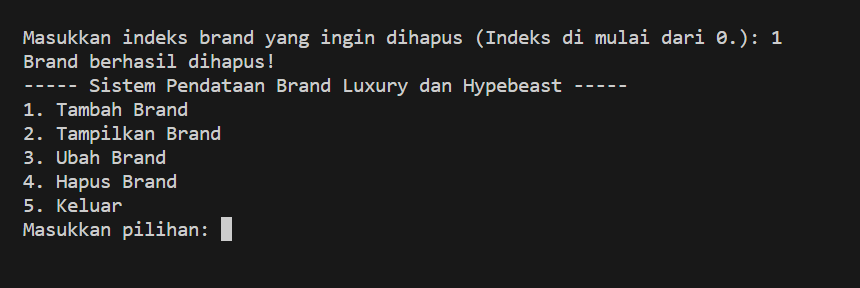 Masukkan indeks brand yang ingin dihapus (Indeks di mulai dari 0.): 1
Brand berhasil dihapus!
----- Sistem Pendataan Brand Luxury dan Hypebeast -----
1. Tambah Brand
2. Tampilkan Brand
3. Ubah Brand
4. Hapus Brand
5. Keluar
Masukkan pilihan: